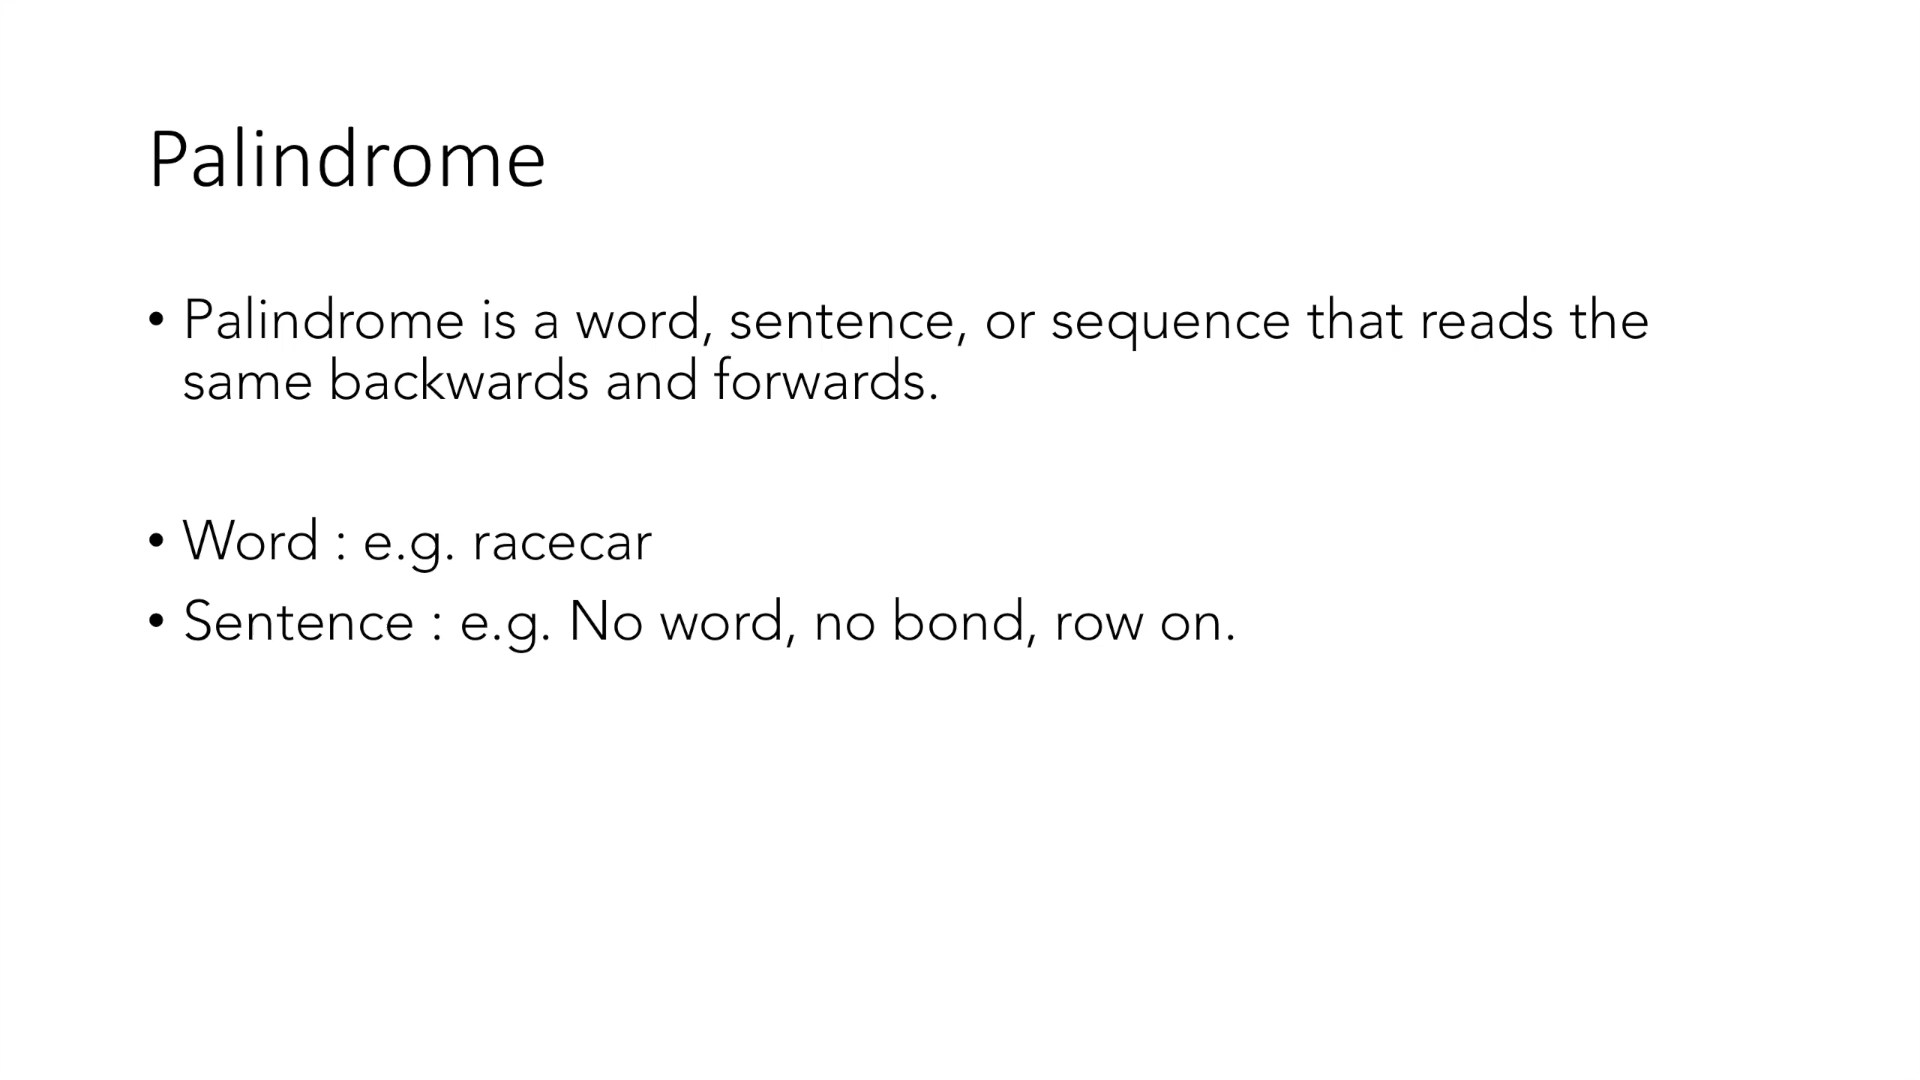 Palindrome
• Palindrome is a word, sentence, or sequence that reads the
same backwards and forwards.
• Word : e.g. racecar
• Sentence : e.g. No word, no bond, row on.